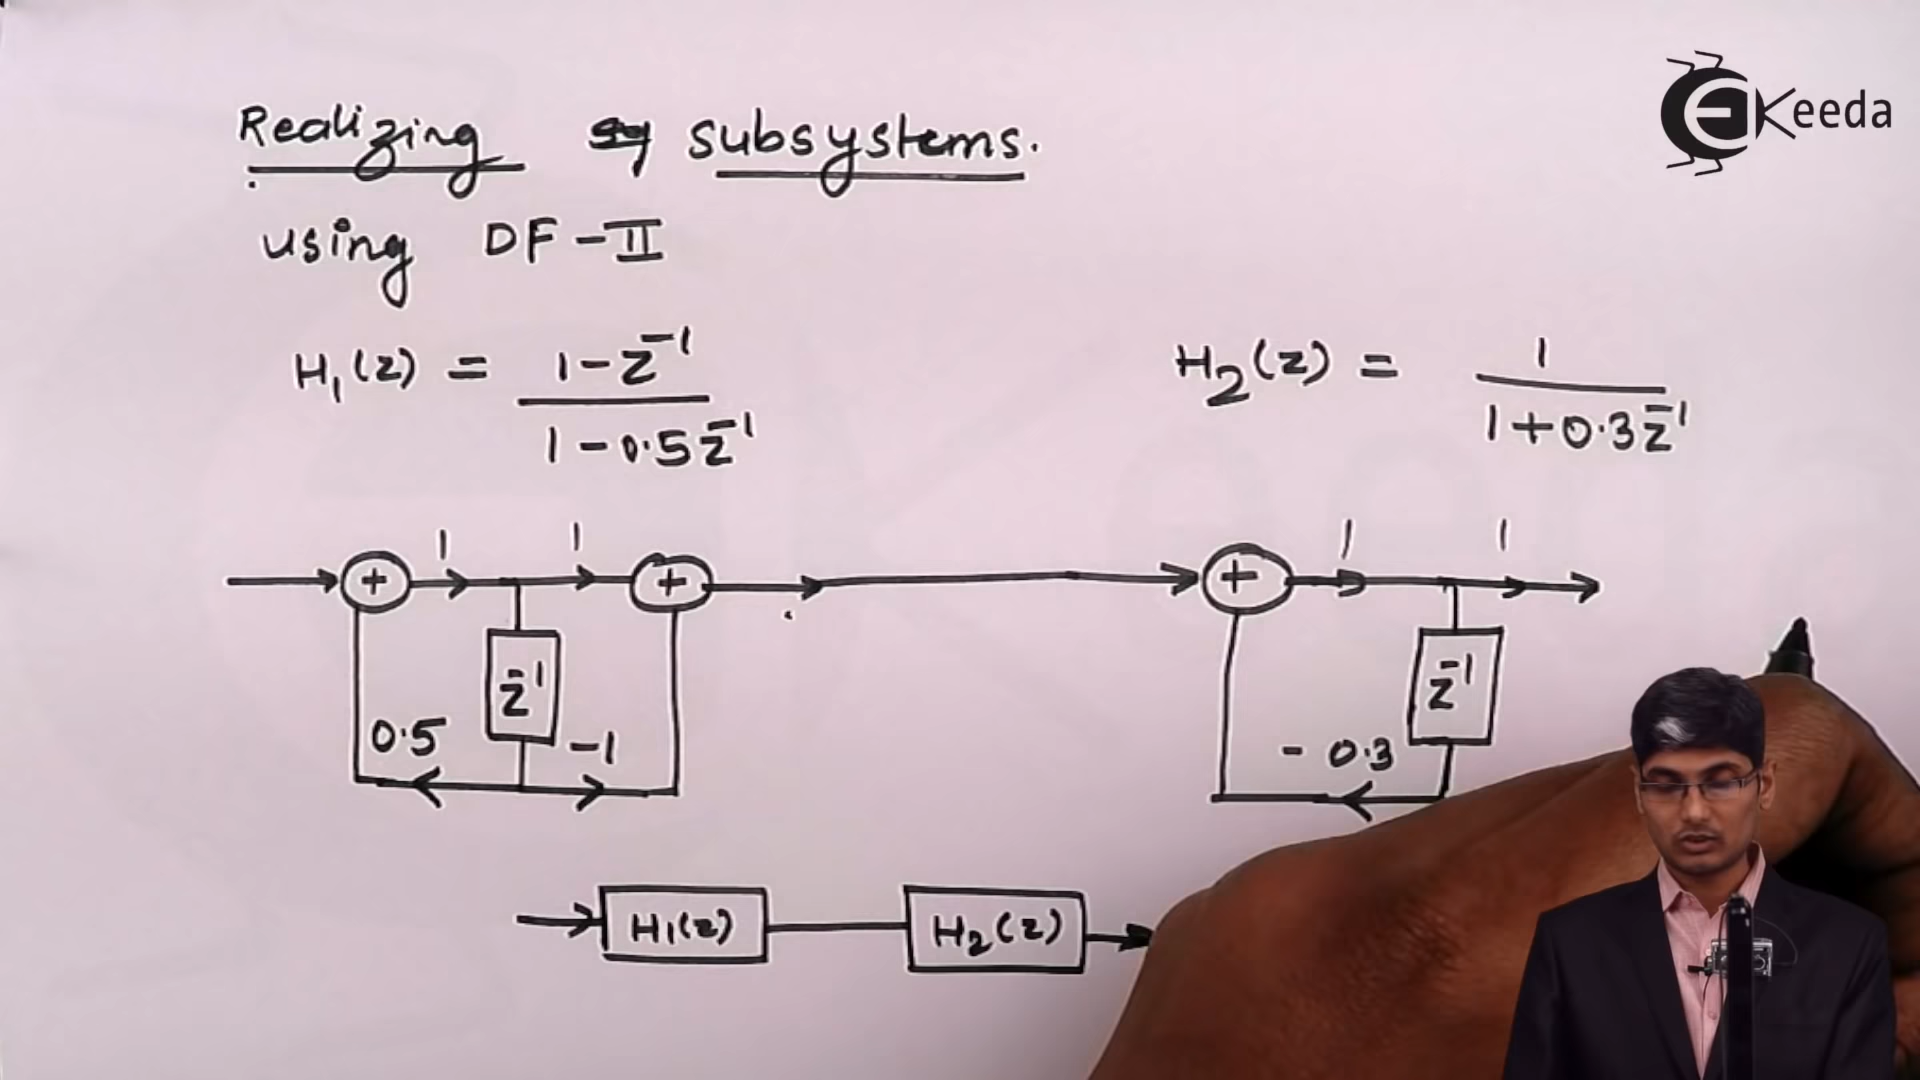 Realizing subsystems.
EKeeda
using DF-II
H₁(z) = 1-z⁻¹ / 1-0.5z⁻¹
H₂(z) = 1 / 1+0.3z⁻¹
+ 1 1 + + 1 1
z⁻¹ z⁻¹
0.5 -1 -0.3
H₁(z) H₂(z)